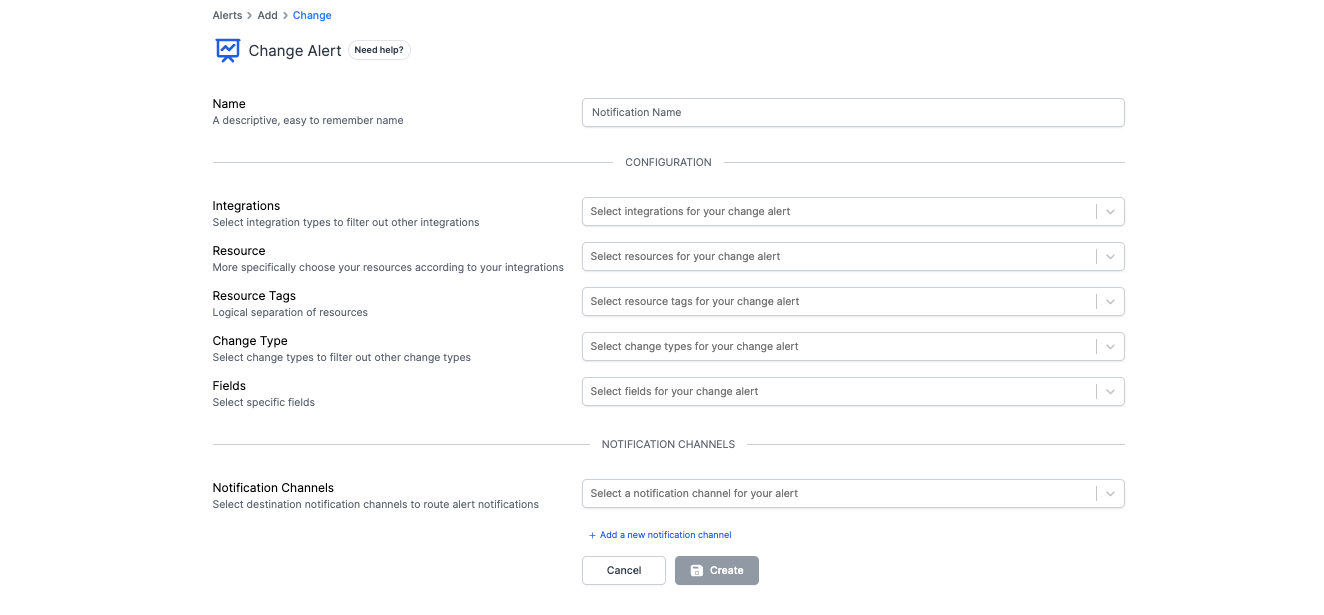 Alerts > Add > Change
Change Alert Need help?
Name
A descriptive, easy to remember name
Notification Name
CONFIGURATION
Integrations
Select integration types to filter out other integrations
Select integrations for your change alert
Resource
More specifically choose your resources according to your integrations
Select resources for your change alert
Resource Tags
Logical separation of resources
Select resource tags for your change alert
Change Type
Select change types to filter out other change types
Select change types for your change alert
Fields
Select specific fields
Select fields for your change alert
NOTIFICATION CHANNELS
Notification Channels
Select destination notification channels to route alert notifications
Select a notification channel for your alert
+ Add a new notification channel
Cancel Create